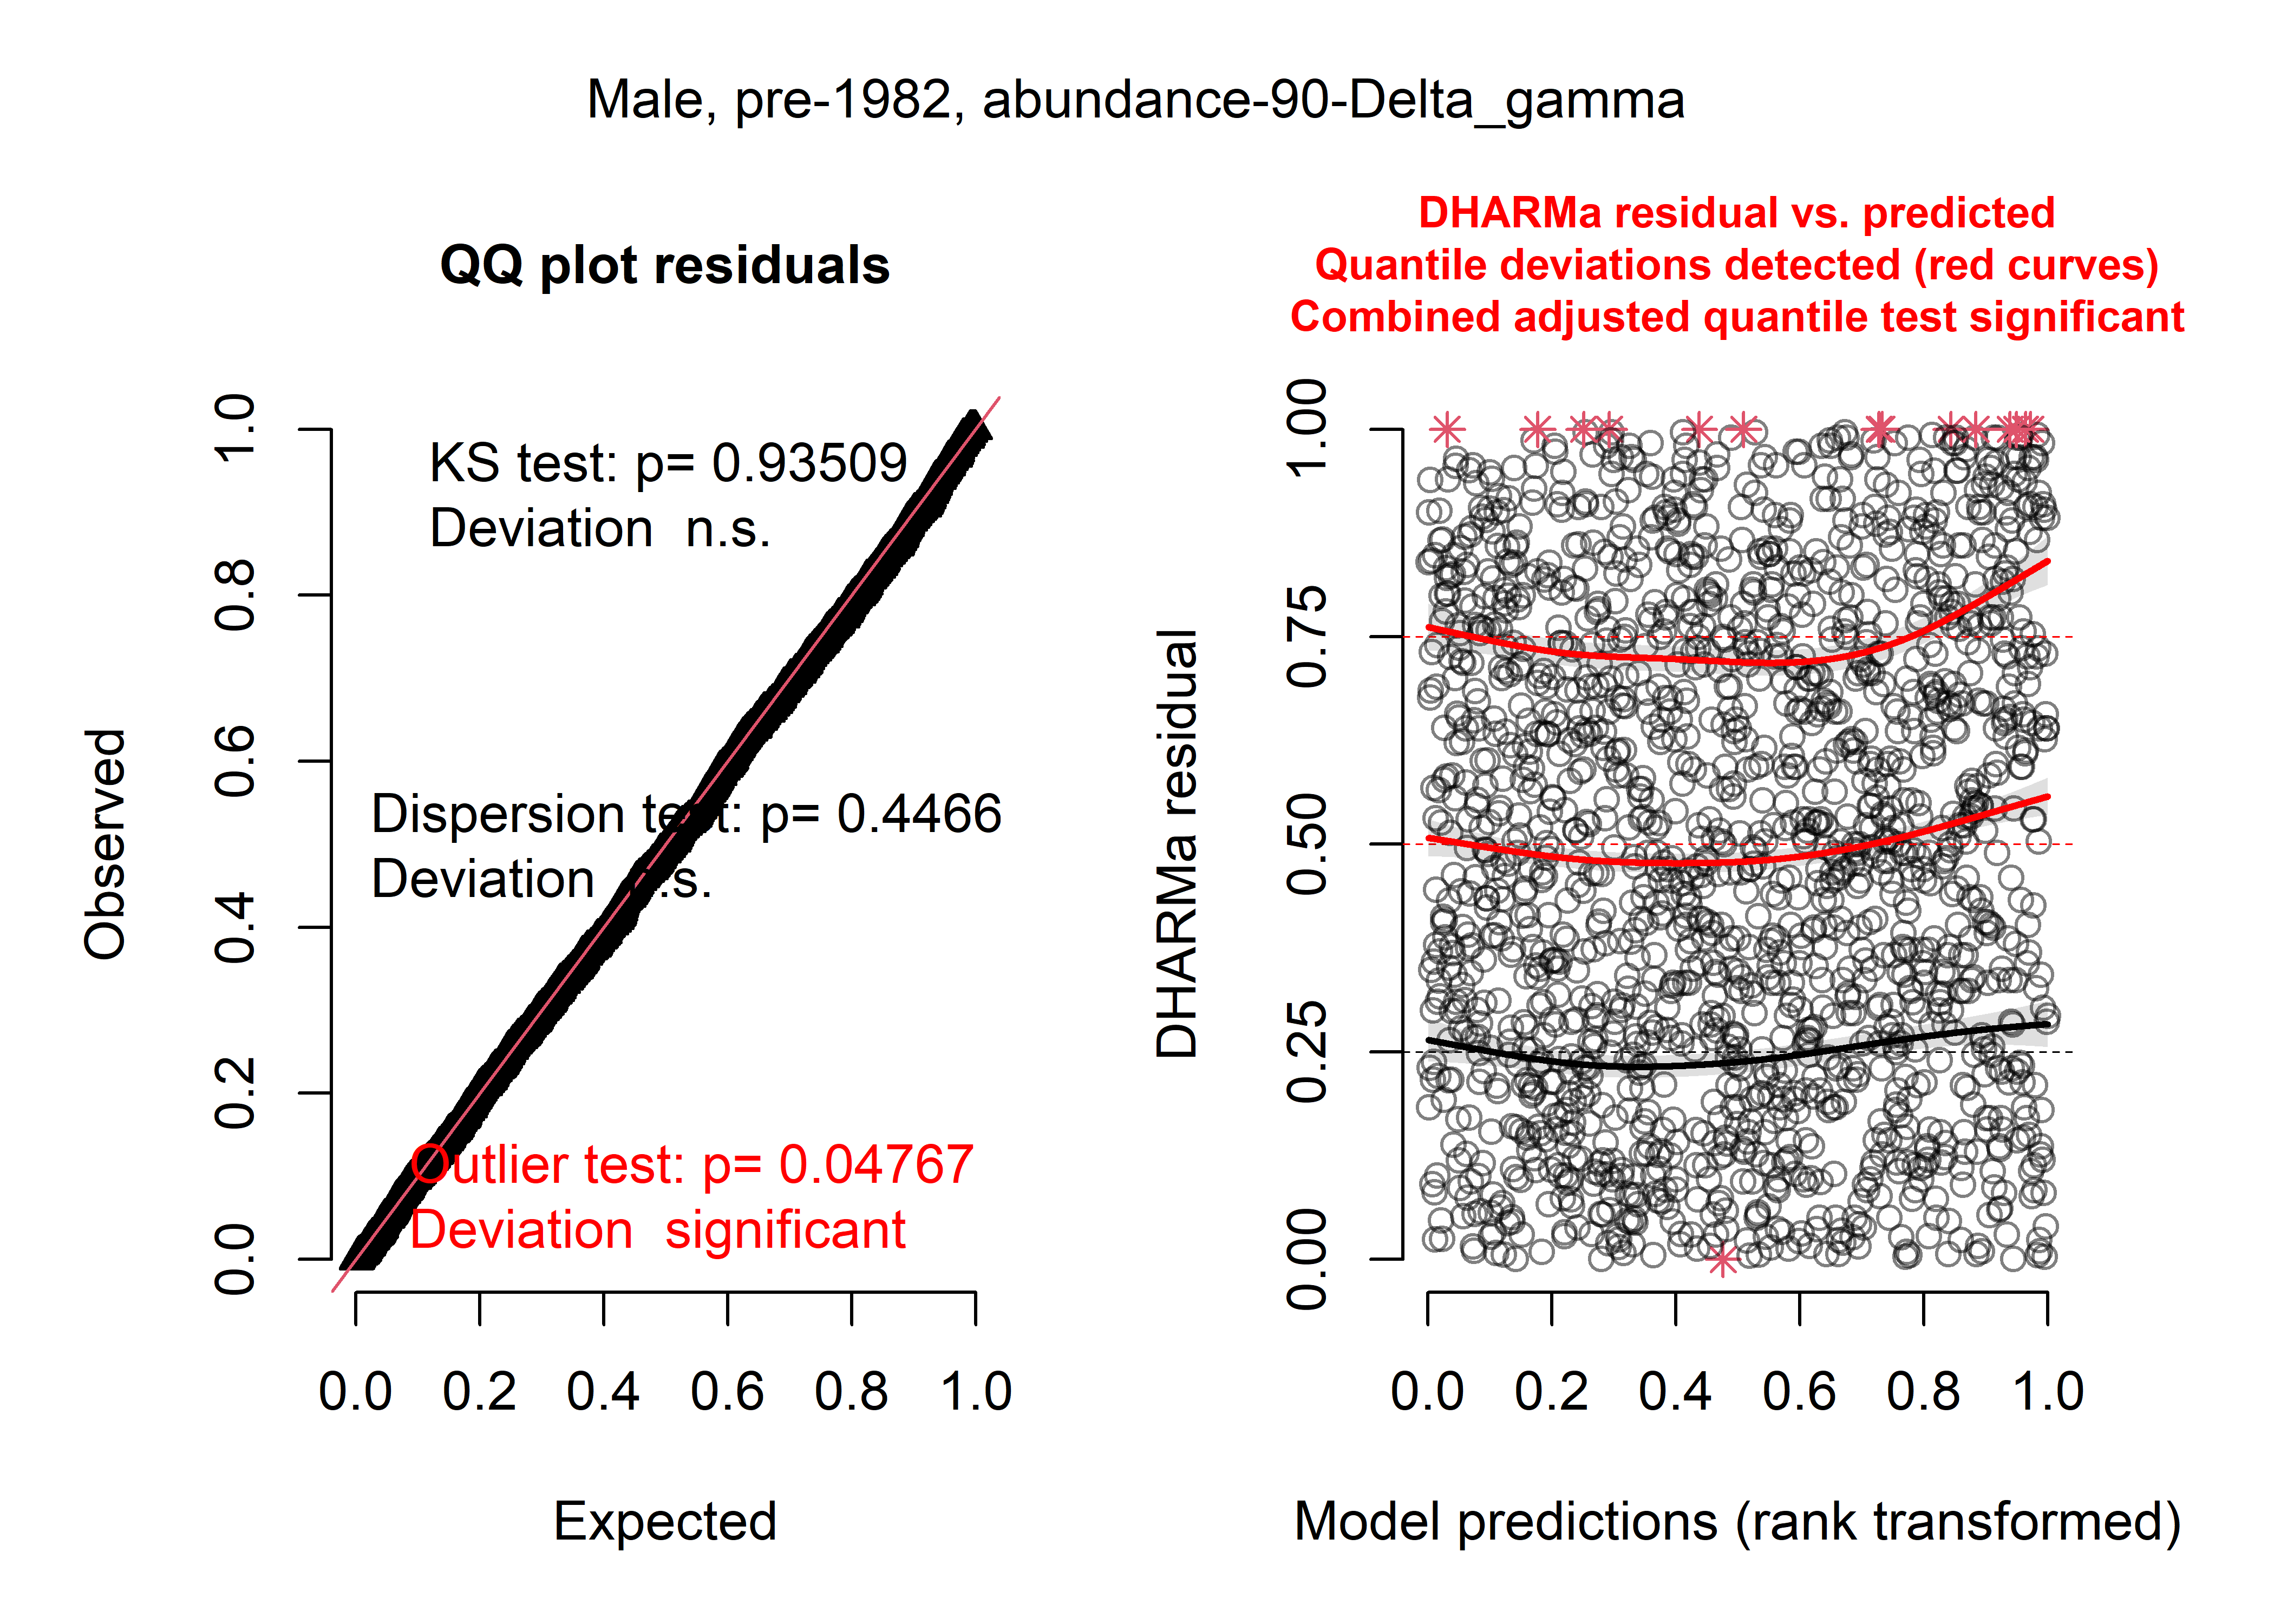 Male, pre-1982, abundance-90-Delta_gamma
QQ plot residuals
KS test: p= 0.93509
Deviation  n.s.
Dispersion test: p= 0.4466
Deviation  n.s.
Outlier test: p= 0.04767
Deviation  significant
Observed
0.0 0.2 0.4 0.6 0.8 1.0
0.0 0.2 0.4 0.6 0.8 1.0
Expected
DHARMa residual vs. predicted
Quantile deviations detected (red curves)
Combined adjusted quantile test significant
DHARMa residual
0.00 0.25 0.50 0.75 1.00
0.0 0.2 0.4 0.6 0.8 1.0
Model predictions (rank transformed)